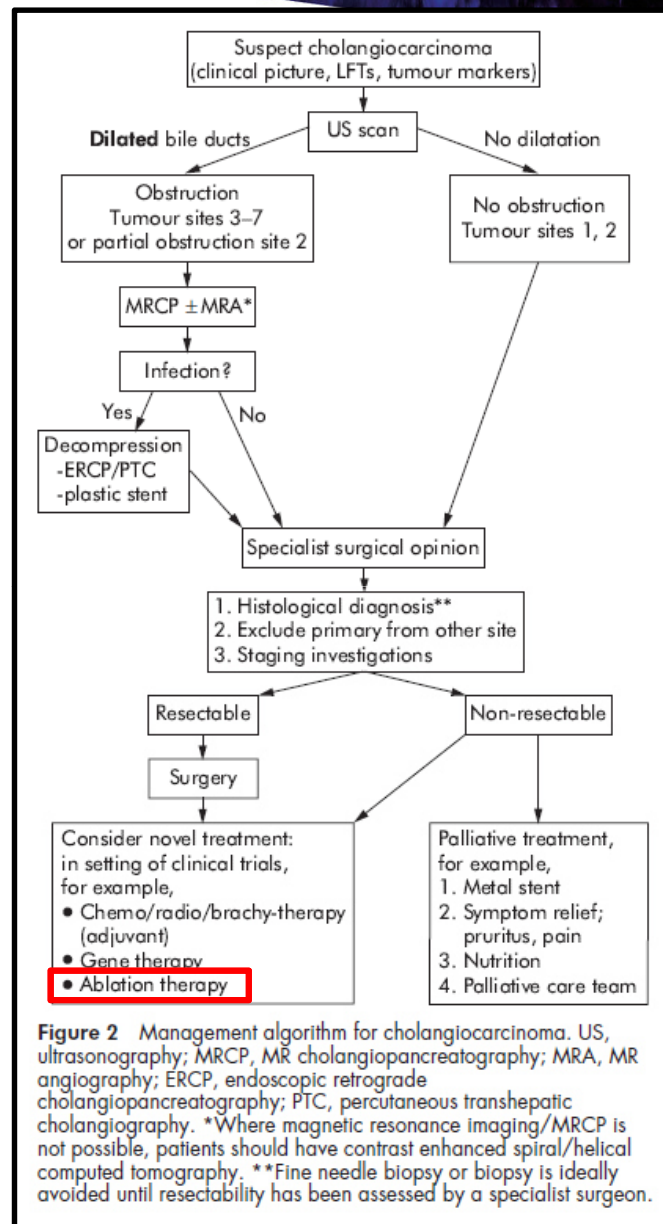 Suspect cholangiocarcinoma
(clinical picture, LFTs, tumour markers)
US scan
Dilated bile ducts
No dilatation
Obstruction
Tumour sites 3–7
or partial obstruction site 2
No obstruction
Tumour sites 1, 2
MRCP ±MRA*
Infection?
Yes
No
Decompression
-ERCP/PTC
-plastic stent
Specialist surgical opinion
1. Histological diagnosis**
2. Exclude primary from other site
3. Staging investigations
Resectable
Non-resectable
Surgery
Consider novel treatment:
in setting of clinical trials,
for example,
• Chemo/radio/brachy-therapy
(adjuvant)
• Gene therapy
• Ablation therapy
Palliative treatment,
for example,
1. Metal stent
2. Symptom relief;
pruritus, pain
3. Nutrition
4. Palliative care team
Figure 2 Management algorithm for cholangiocarcinoma. US,
ultrasonography; MRCP, MR cholangiopancreatography; MRA, MR
angiography; ERCP, endoscopic retrograde
cholangiopancreatography; PTC, percutaneous transhepatic
cholangiography. *Where magnetic resonance imaging/MRCP is
not possible, patients should have contrast enhanced spiral/helical
computed tomography. **Fine needle biopsy or biopsy is ideally
avoided until resectability has been assessed by a specialist surgeon.